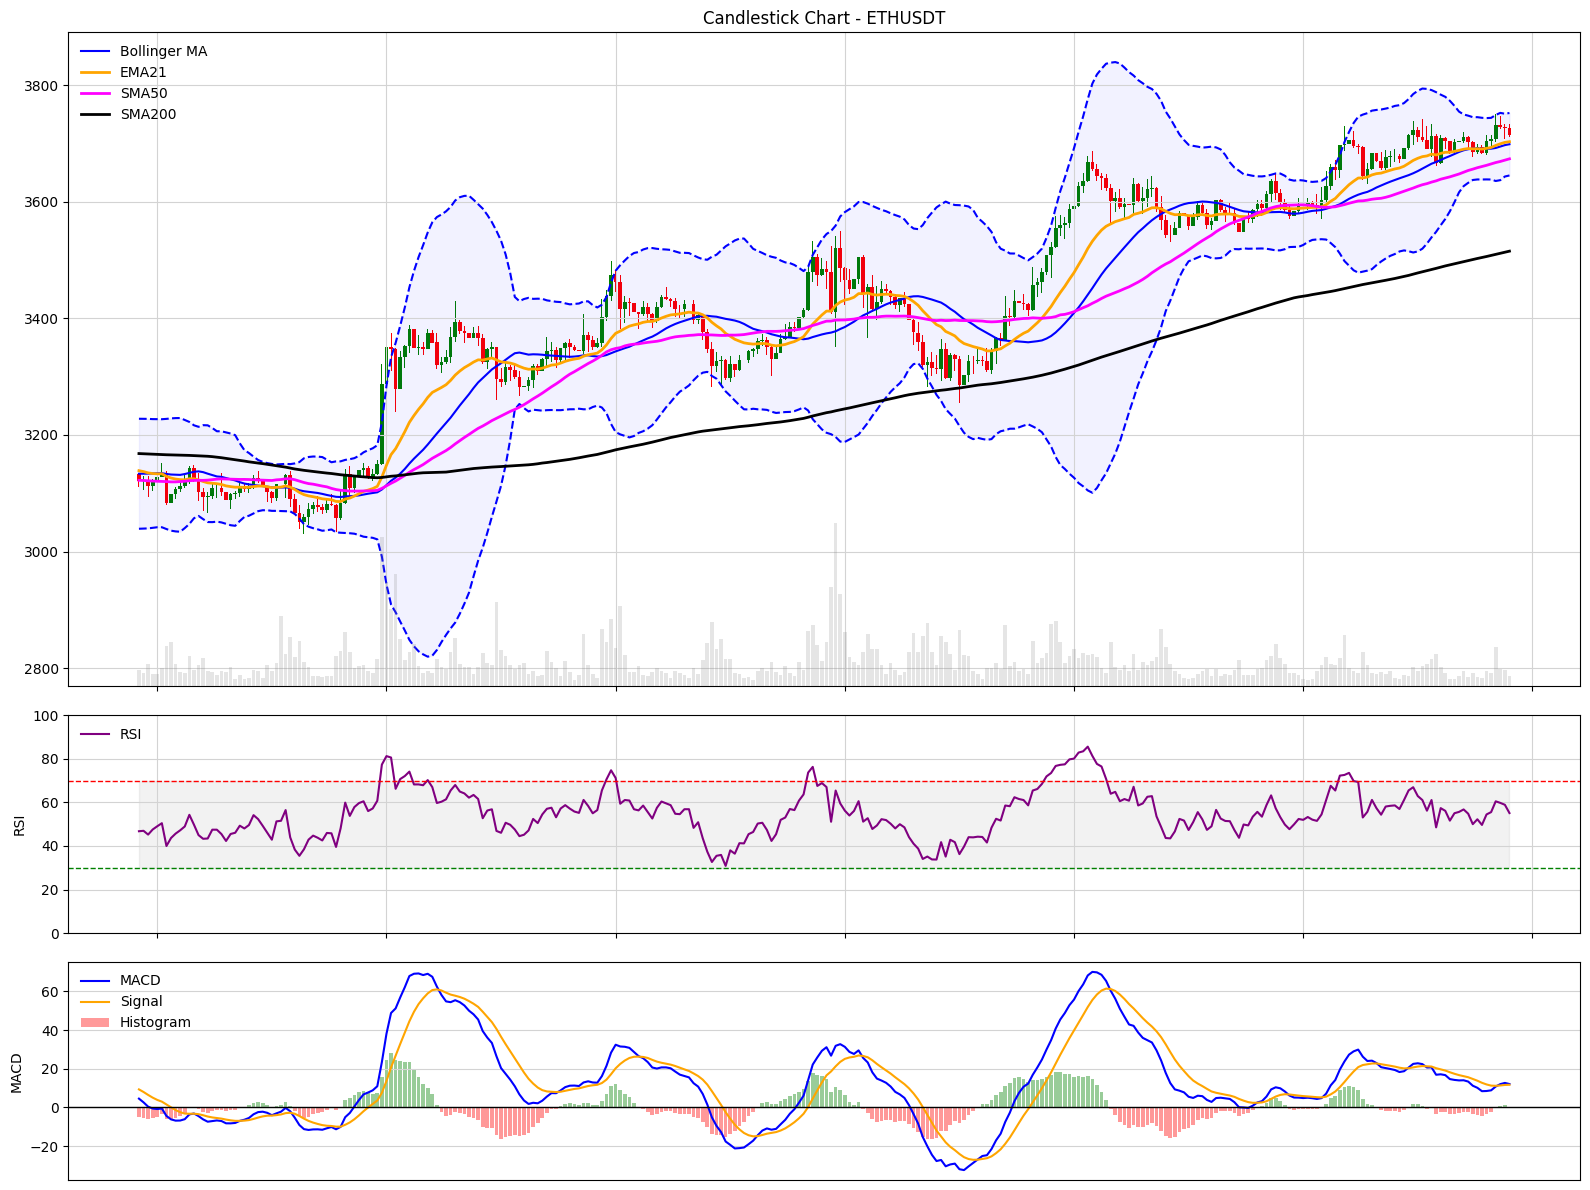 Candlestick Chart - ETHUSDT
Bollinger MA
EMA21
SMA50
SMA200
3800
3600
3400
3200
3000
2800
RSI
100
80
60
40
20
0
RSI
MACD
Signal
Histogram
60
40
20
0
−20
MACD